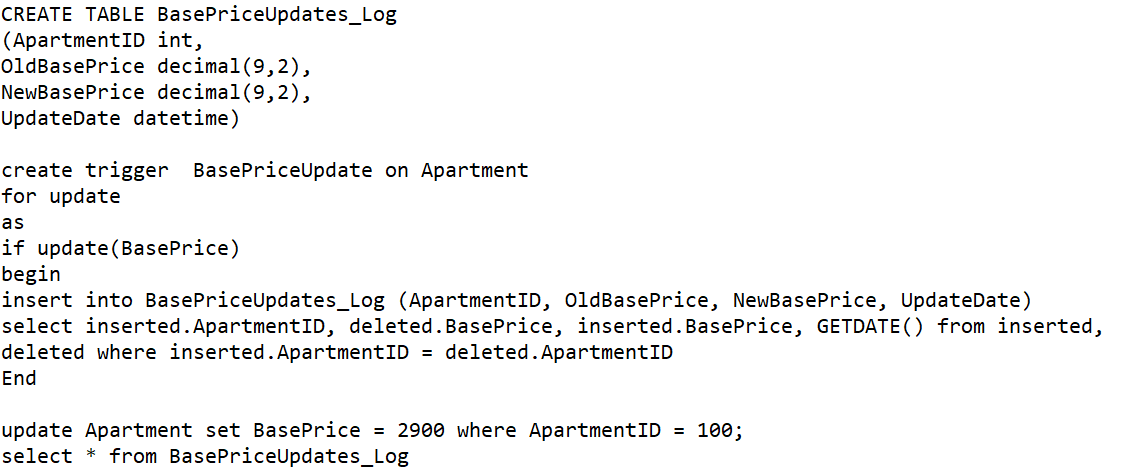 CREATE TABLE BasePriceUpdates_Log
(ApartmentID int,
OldBasePrice decimal(9,2),
NewBasePrice decimal(9,2),
UpdateDate datetime)
create trigger  BasePriceUpdate on Apartment
for update
as
if update(BasePrice)
begin
insert into BasePriceUpdates_Log (ApartmentID, OldBasePrice, NewBasePrice, UpdateDate)
select inserted.ApartmentID, deleted.BasePrice, inserted.BasePrice, GETDATE() from inserted,
deleted where inserted.ApartmentID = deleted.ApartmentID
End
update Apartment set BasePrice = 2900 where ApartmentID = 100;
select * from BasePriceUpdates_Log